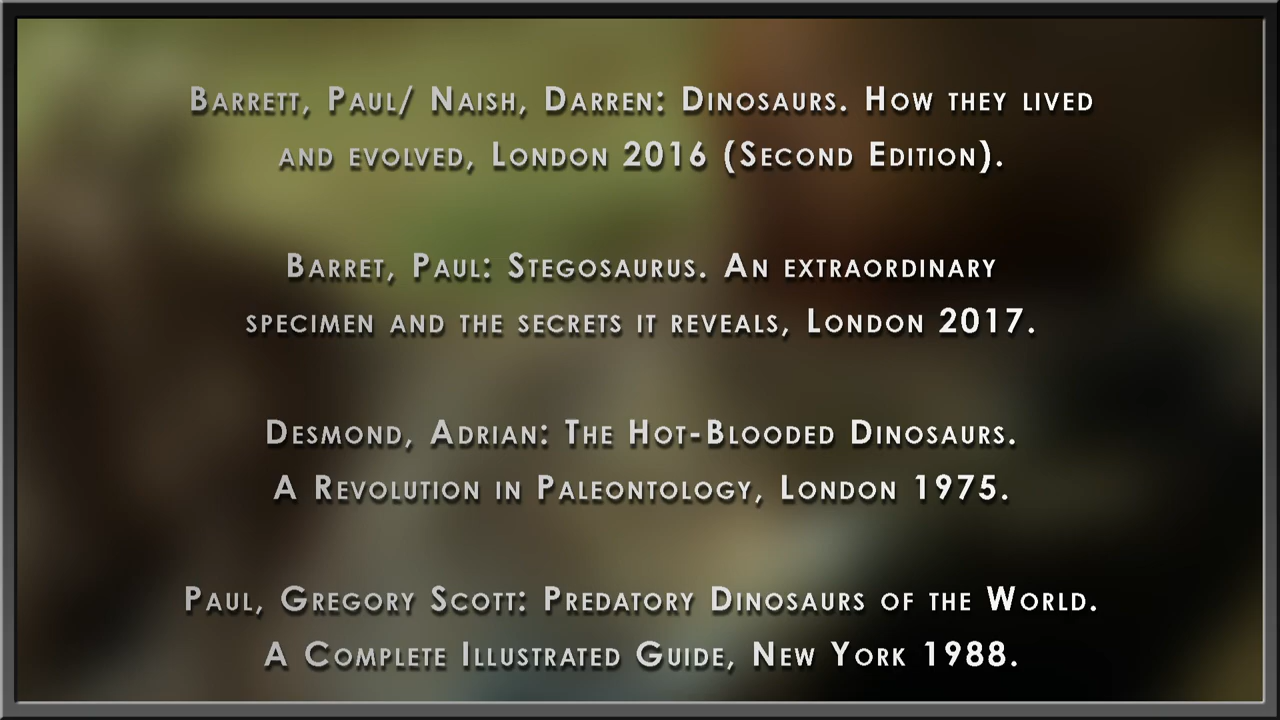 Barrett, Paul/ Naish, Darren: Dinosaurs. How they lived
and evolved, London 2016 (Second Edition).
Barret, Paul: Stegosaurus. An extraordinary
specimen and the secrets it reveals, London 2017.
Desmond, Adrian: The Hot-Blooded Dinosaurs.
A Revolution in Paleontology, London 1975.
Paul, Gregory Scott: Predatory Dinosaurs of the World.
A Complete Illustrated Guide, New York 1988.